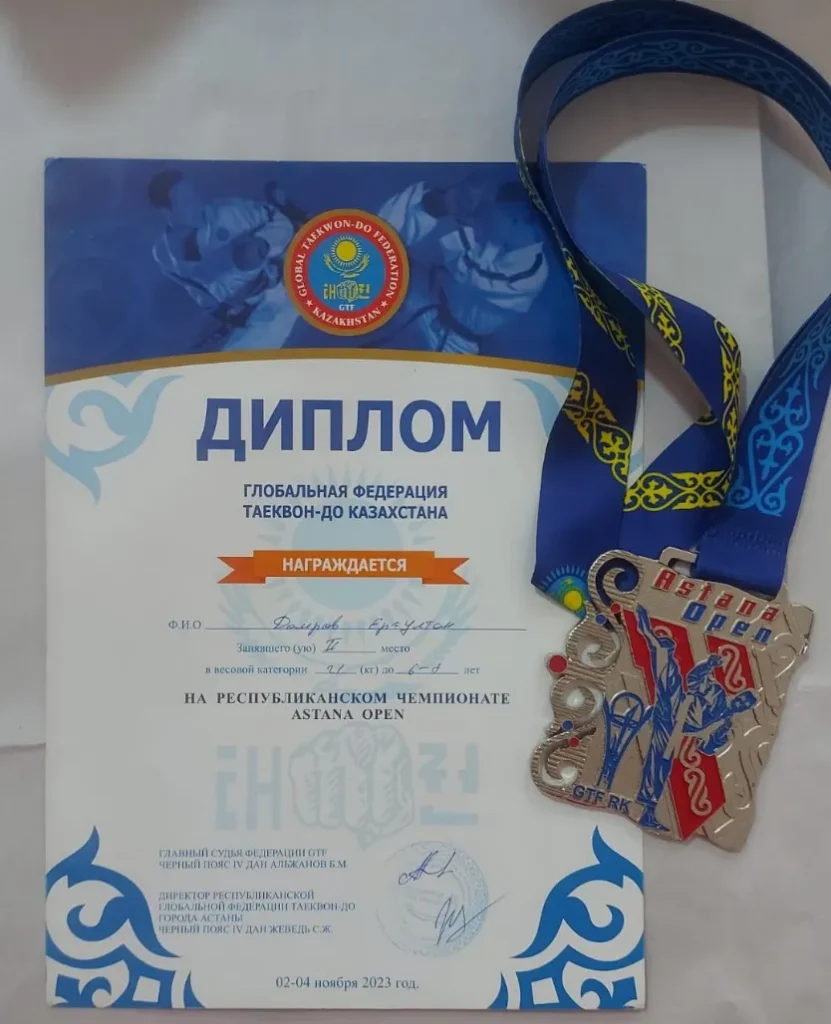 GLOBAL TAEKWON-DO FEDERATION
GTF
★ KAZAKHSTAN ★
ДИПЛОМ
ГЛОБАЛЬНАЯ ФЕДЕРАЦИЯ
ТАЕКВОН-ДО КАЗАХСТАНА
НАГРАЖДАЕТСЯ
Ф.И.О
Занявшего (ую) II место
в весовой категории 21 (кг) до 6-8 лет
НА РЕСПУБЛИКАНСКОМ ЧЕМПИОНАТЕ
ASTANA OPEN
ГЛАВНЫЙ СУДЬЯ ФЕДЕРАЦИИ GTF
ЧЕРНЫЙ ПОЯС IV ДАН АЛЬЖАНОВ Б.М.
ДИРЕКТОР РЕСПУБЛИКАНСКОЙ
ГЛОБАЛЬНОЙ ФЕДЕРАЦИИ ТАЕКВОН-ДО
ГОРОДА АСТАНЫ
ЧЕРНЫЙ ПОЯС IV ДАН ЖЕВЕДЬ С.Ж.
02-04 ноября 2023 год.
Astana
Open
GTF RK